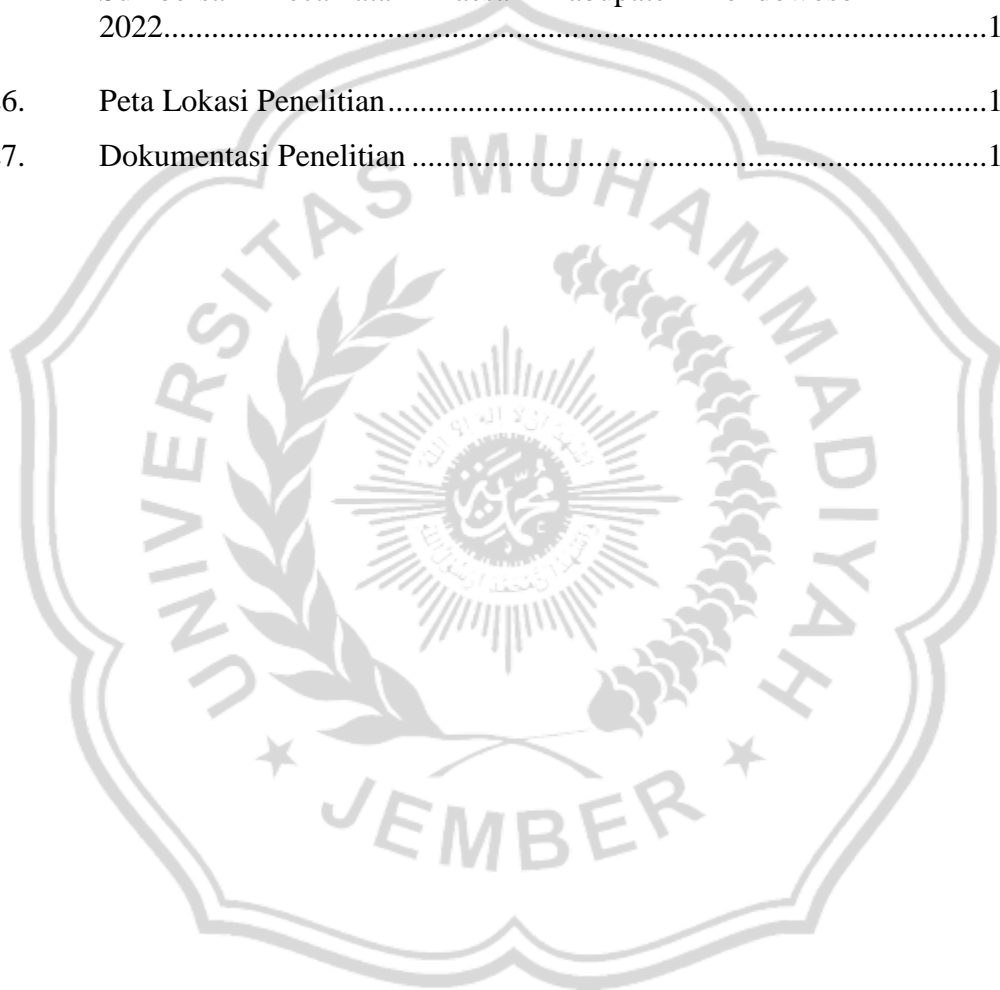 2022..........................................................................................1
6. Peta Lokasi Penelitian..................................................................1
7. Dokumentasi Penelitian ...............................................................1
UNIVERSITAS MUHAMMADIYAH
JEMBER